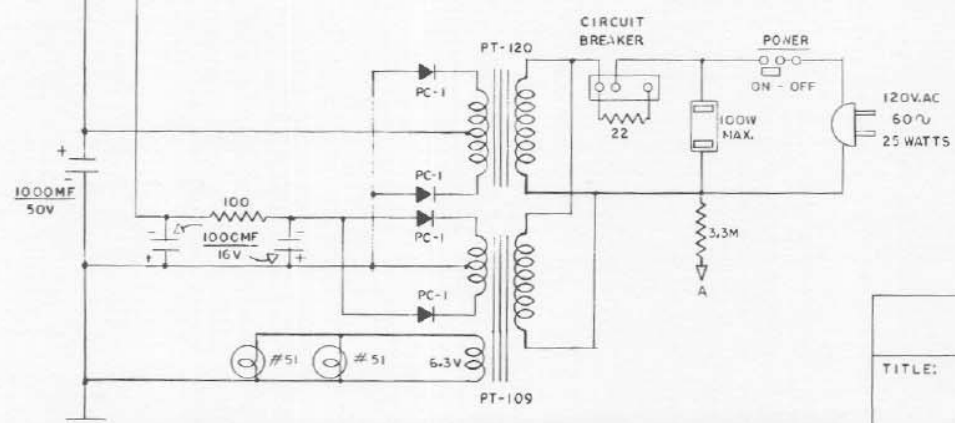 CIRCUIT
BREAKER
POWER
PT-120
PC-1
ON - OFF
120V.AC
60∿
25 WATTS
100W
MAX.
22
+
-
1000MF
50V
PC-1
100
PC-1
3.3M
-
1000MF
-
+
16V
+
A
PC-1
#51
#51
6.3V
PT-109
TITLE: